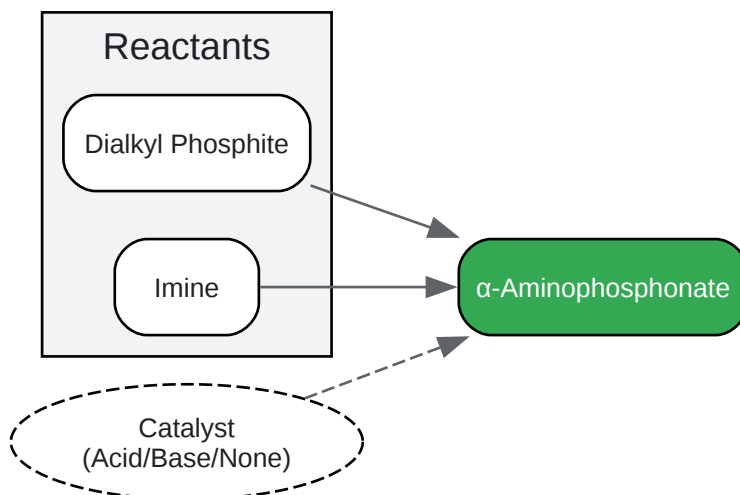 Reactants
Dialkyl Phosphite
Imine
α-Aminophosphonate
Catalyst
(Acid/Base/None)